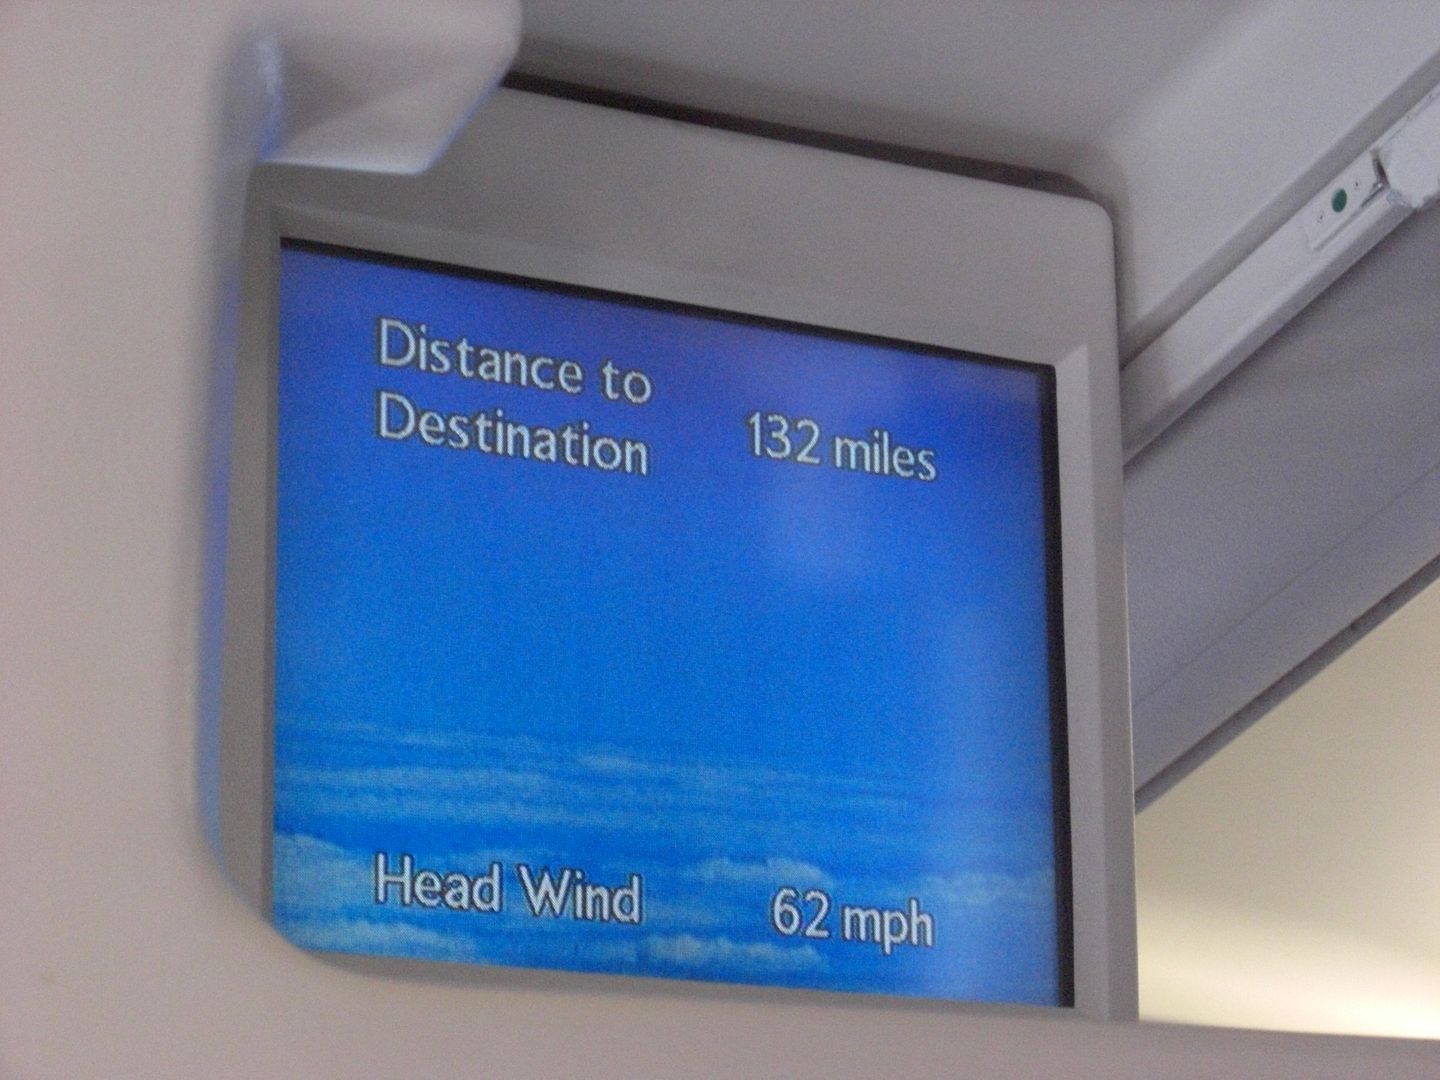 Distance to
Destination 132 miles
Head Wind 62 mph